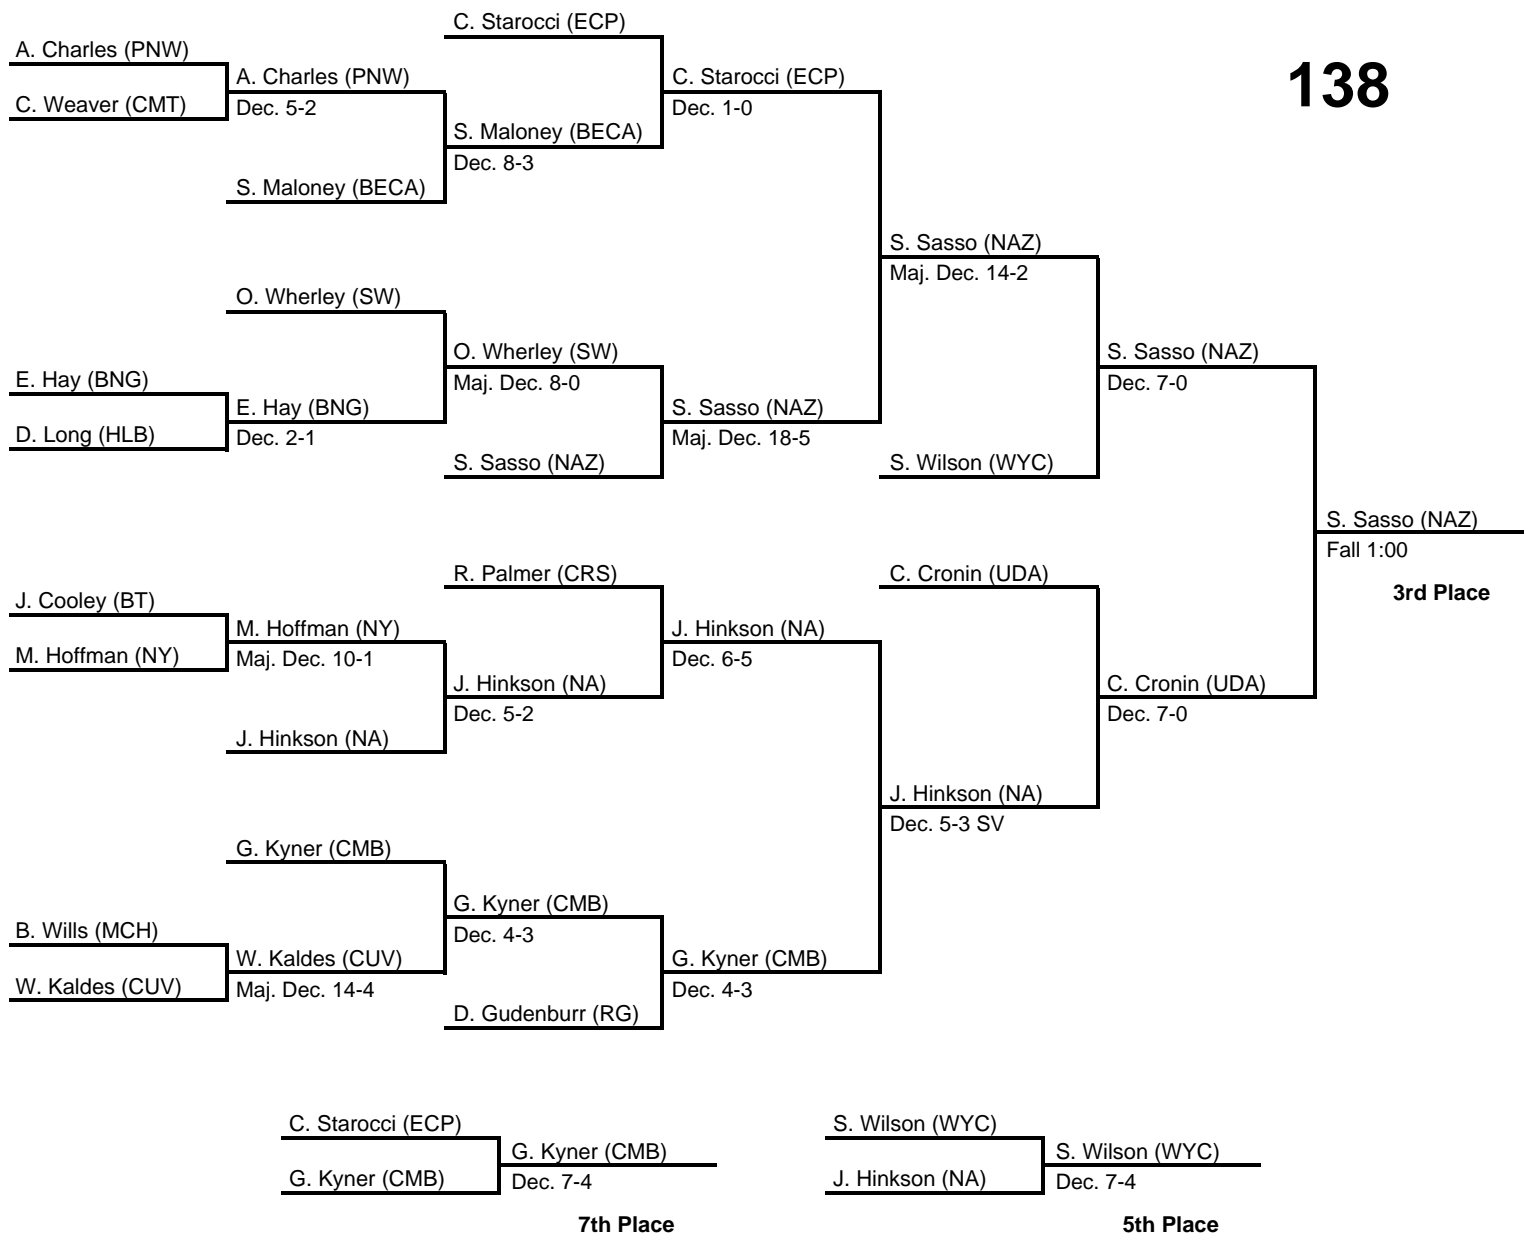 C. Starocci (ECP)
138
A. Charles (PNW)
A. Charles (PNW)
C. Starocci (ECP)
C. Weaver (CMT)
Dec. 5-2
Dec. 1-0
S. Maloney (BECA)
Dec. 8-3
S. Maloney (BECA)
S. Sasso (NAZ)
Maj. Dec. 14-2
O. Wherley (SW)
O. Wherley (SW)
S. Sasso (NAZ)
E. Hay (BNG)
Maj. Dec. 8-0
Dec. 7-0
E. Hay (BNG)
S. Sasso (NAZ)
D. Long (HLB)
Dec. 2-1
Maj. Dec. 18-5
S. Sasso (NAZ)
S. Wilson (WYC)
S. Sasso (NAZ)
Fall 1:00
3rd Place
R. Palmer (CRS)
C. Cronin (UDA)
J. Cooley (BT)
M. Hoffman (NY)
J. Hinkson (NA)
M. Hoffman (NY)
Maj. Dec. 10-1
Dec. 6-5
J. Hinkson (NA)
C. Cronin (UDA)
Dec. 5-2
Dec. 7-0
J. Hinkson (NA)
J. Hinkson (NA)
Dec. 5-3 SV
G. Kyner (CMB)
G. Kyner (CMB)
B. Wills (MCH)
Dec. 4-3
W. Kaldes (CUV)
G. Kyner (CMB)
W. Kaldes (CUV)
Maj. Dec. 14-4
Dec. 4-3
D. Gudenburr (RG)
C. Starocci (ECP)
G. Kyner (CMB)
G. Kyner (CMB)
Dec. 7-4
7th Place
S. Wilson (WYC)
S. Wilson (WYC)
J. Hinkson (NA)
Dec. 7-4
5th Place